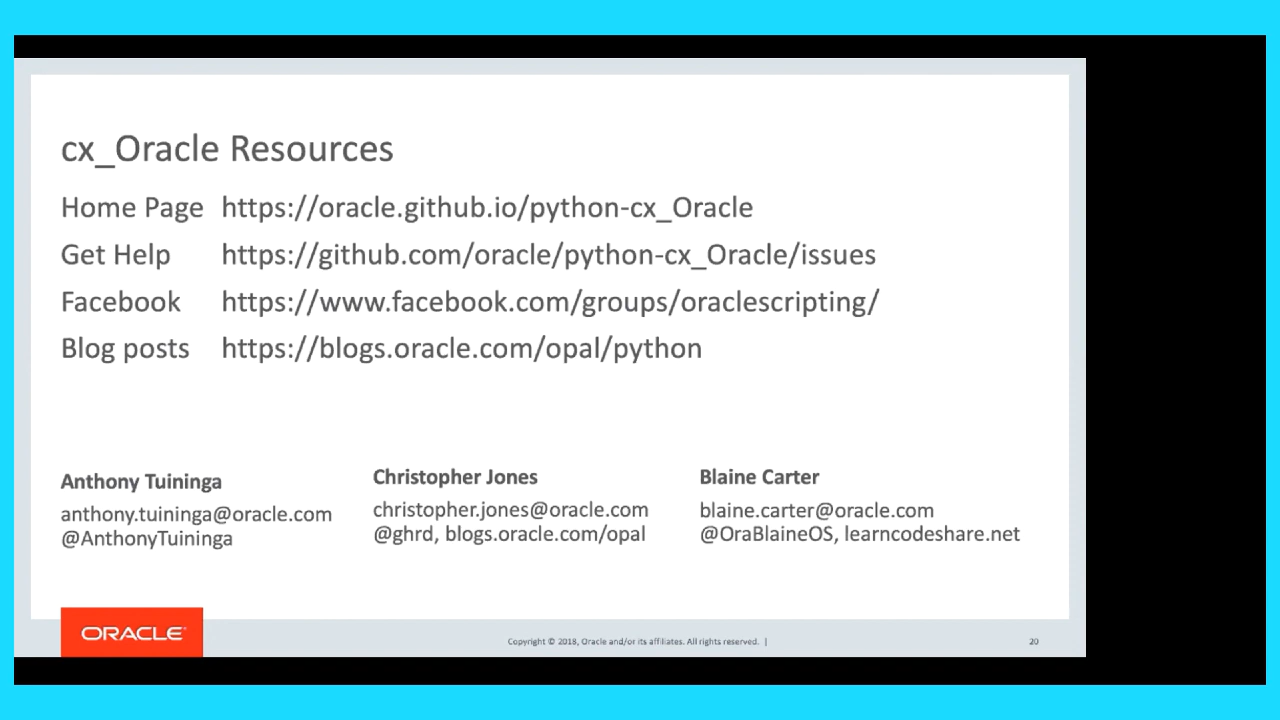 cx_Oracle Resources
Home Page https://oracle.github.io/python-cx_Oracle
Get Help https://github.com/oracle/python-cx_Oracle/issues
Facebook https://www.facebook.com/groups/oraclescripting/
Blog posts https://blogs.oracle.com/opal/python
Anthony Tuininga
anthony.tuininga@oracle.com
@AnthonyTuininga
Christopher Jones
christopher.jones@oracle.com
@ghrd, blogs.oracle.com/opal
Blaine Carter
blaine.carter@oracle.com
@OraBlaineOS, learncodeshare.net
ORACLE®
Copyright © 2018, Oracle and/or its affiliates. All rights reserved. |
20